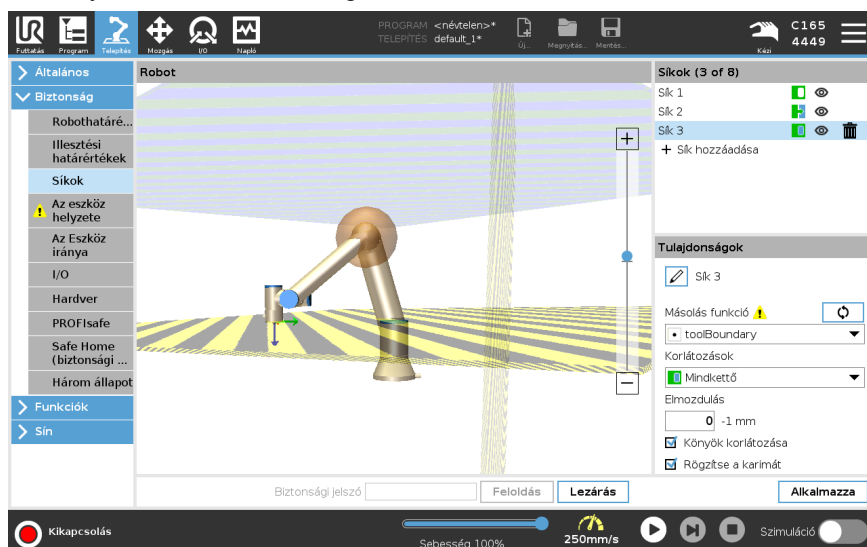 UR
PROGRAM <névtelen>*
TELEPÍTÉS default_1*
C165
4449
Futtatás Program Telepítés Mozgás I/O Napló
Új... Megnyitás... Mentés...
Kézi
Általános
Biztonság
Robothatáré...
Illesztési
határértékek
Síkok
Az eszköz
helyzete
Az Eszköz
iránya
I/O
Hardver
PROFIsafe
Safe Home
(biztonsági ...
Három állapot
Funkciók
Sín
Robot
Síkok (3 of 8)
Sík 1
Sík 2
Sík 3
+ Sík hozzáadása
Tulajdonságok
Sík 3
Másolás funkció
toolBoundary
Korlátozások
Mindkettő
Elmozdulás
0 -1 mm
Könyök korlátozása
Rögzítse a karimát
Biztonsági jelszó
Feloldás
Lezárás
Alkalmazza
Kikapcsolás
Sebesség 100%
250mm/s
Szimuláció